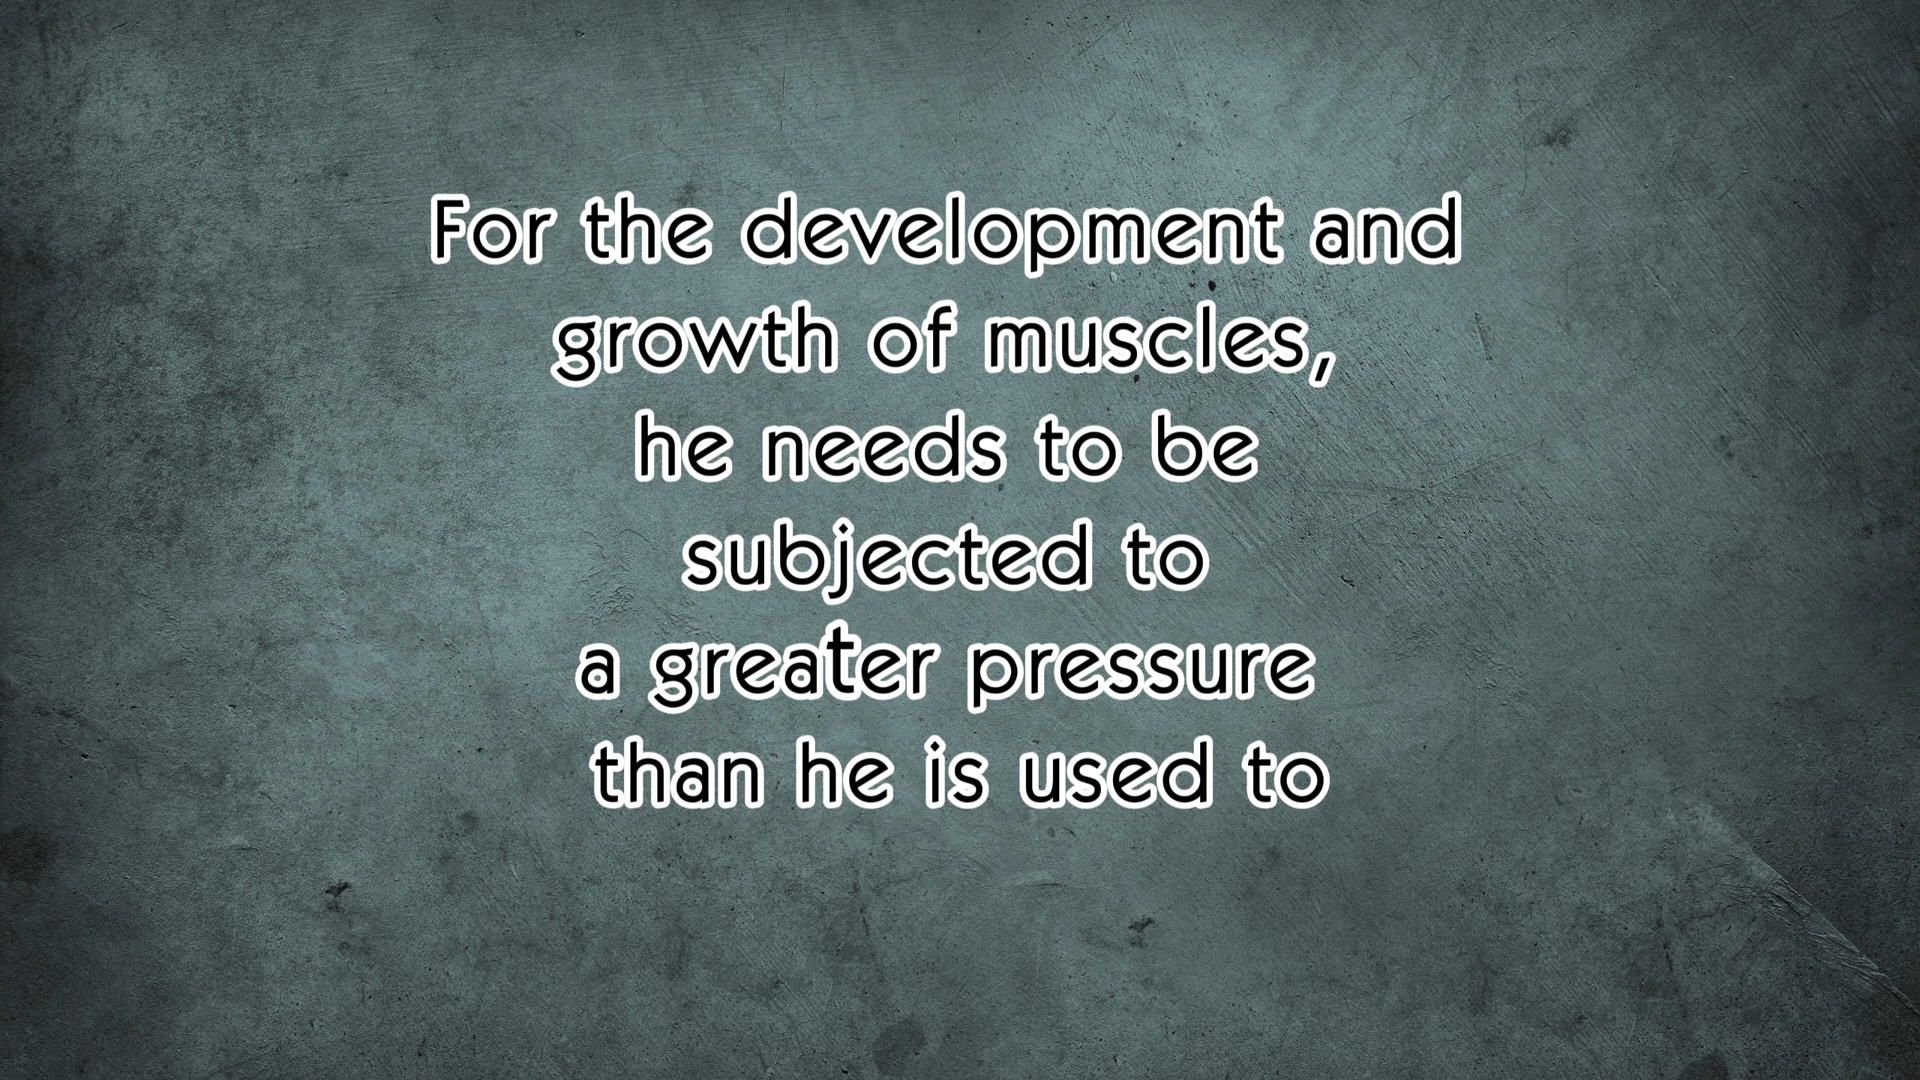 For the development and
growth of muscles,
he needs to be
subjected to
a greater pressure
than he is used to